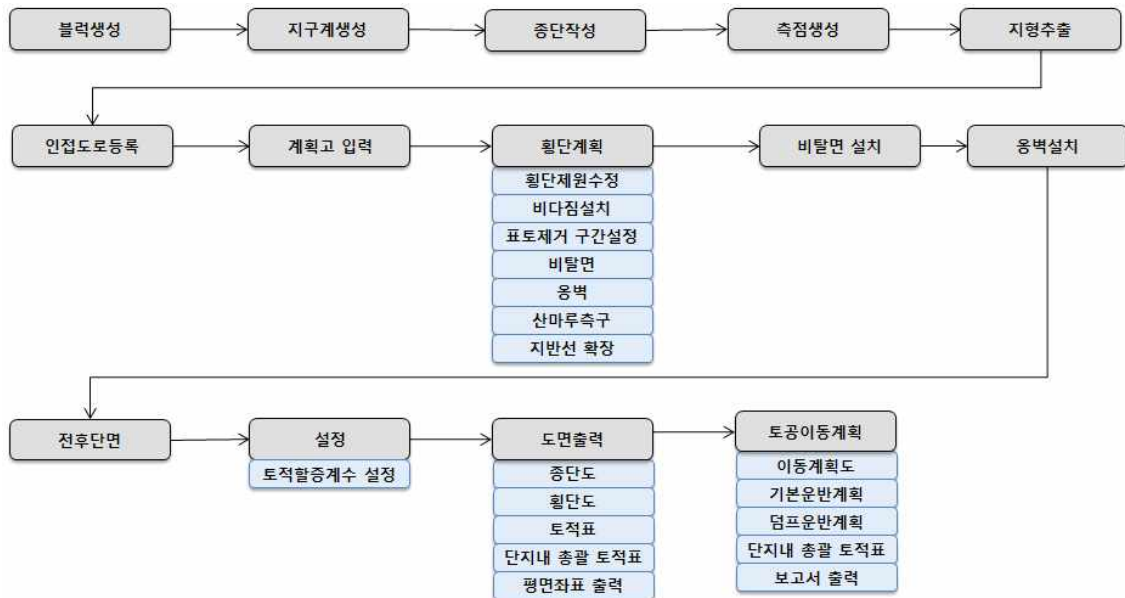 블럭생성
지구계생성
종단작성
측점생성
지형추출
인접도로등록
계획고 입력
횡단계획
횡단제원수정
비다짐설치
표토제거 구간설정
비탈면
옹벽
산마루측구
지반선 확장
비탈면 설치
옹벽설치
전후단면
설정
토적할증계수 설정
도면출력
종단도
횡단도
토적표
단지내 총괄 토적표
평면좌표 출력
토공이동계획
이동계획도
기본운반계획
덤프운반계획
단지내 총괄 토적표
보고서 출력